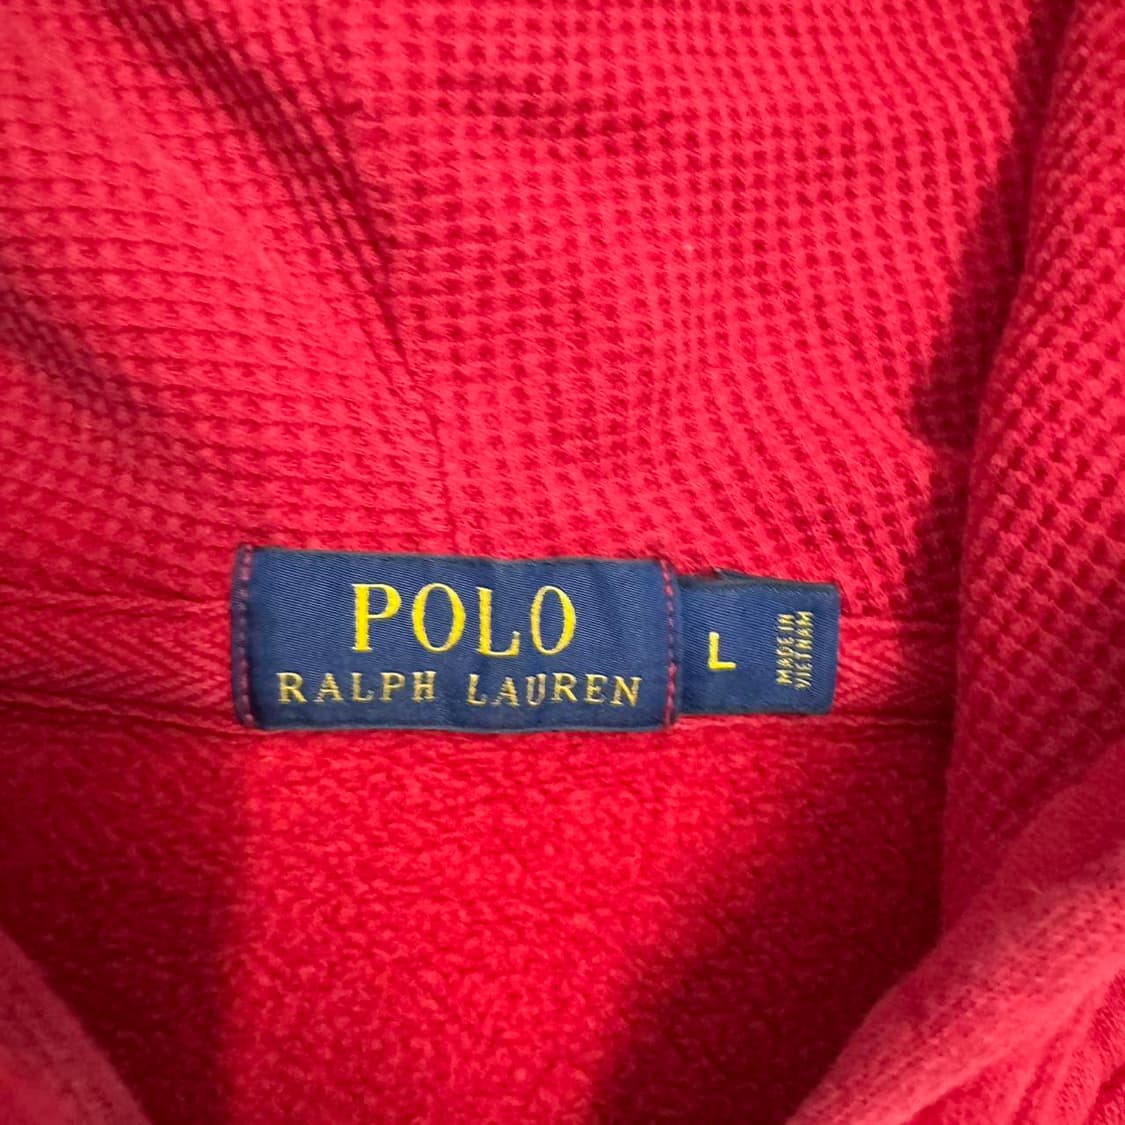 POLO
RALPH LAUREN
L
MADE IN
VIETNAM